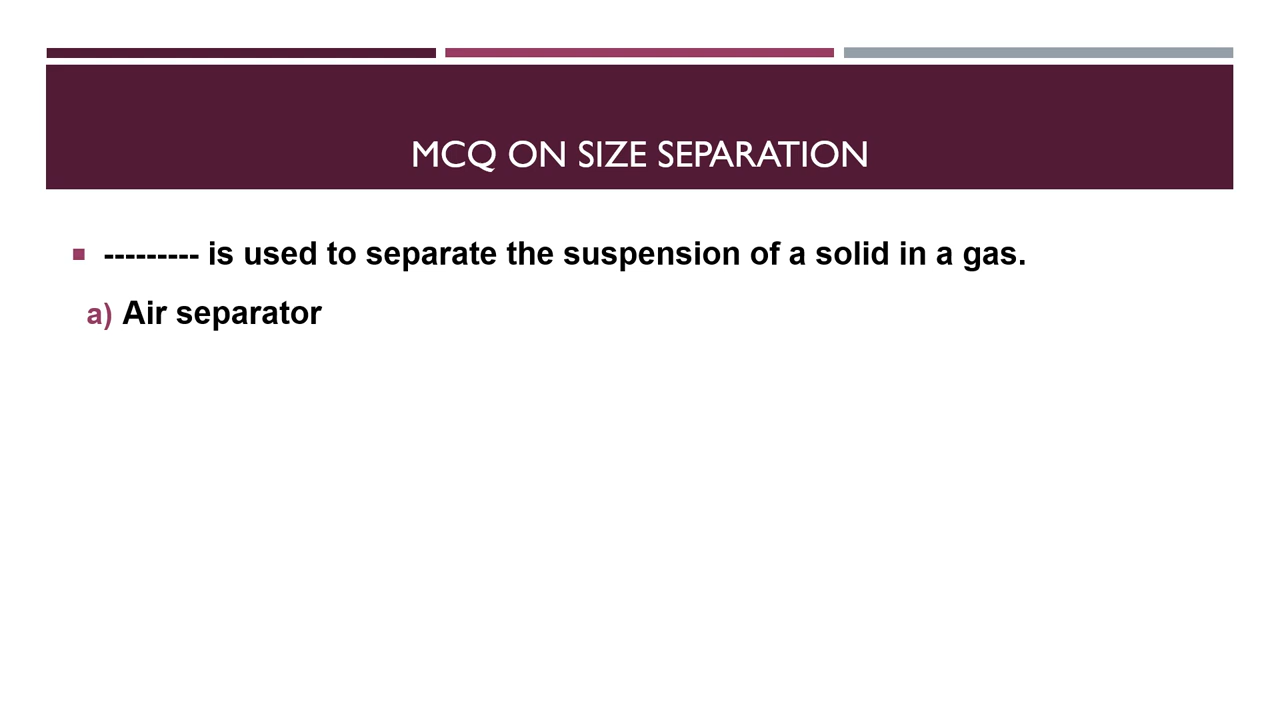 MCQ ON SIZE SEPARATION
--------- is used to separate the suspension of a solid in a gas.
a) Air separator